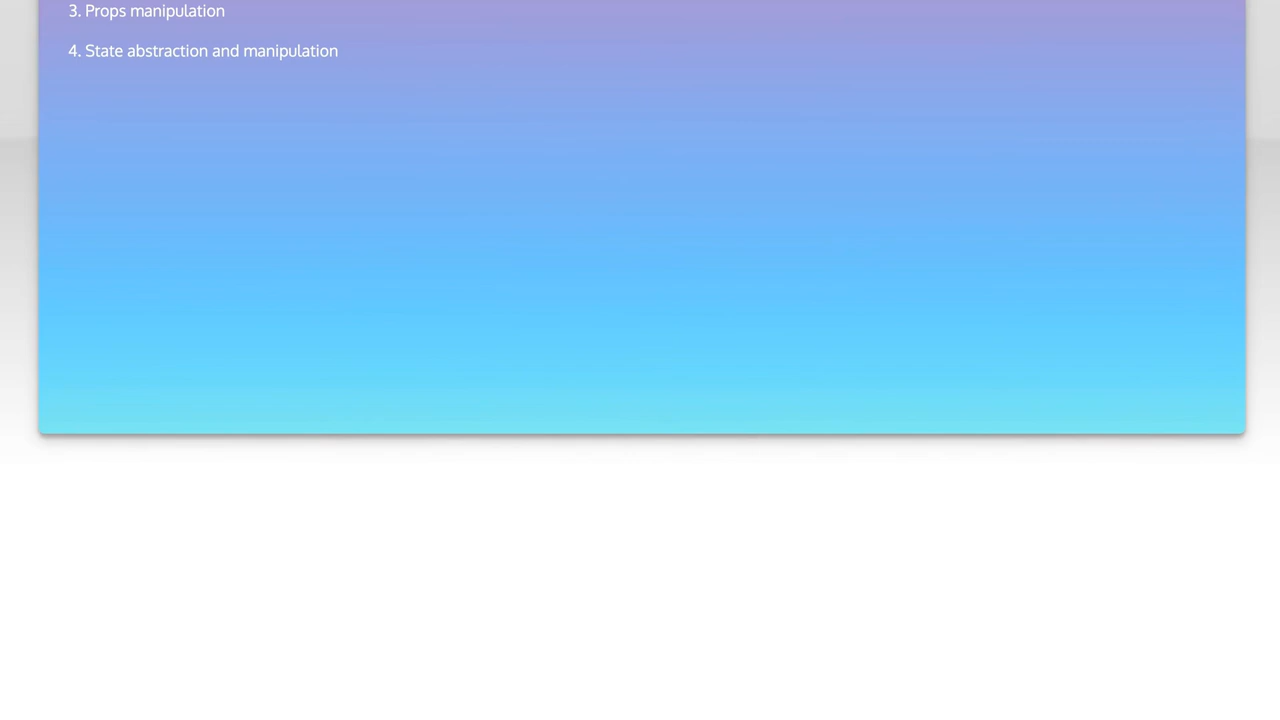 3. Props manipulation
4. State abstraction and manipulation